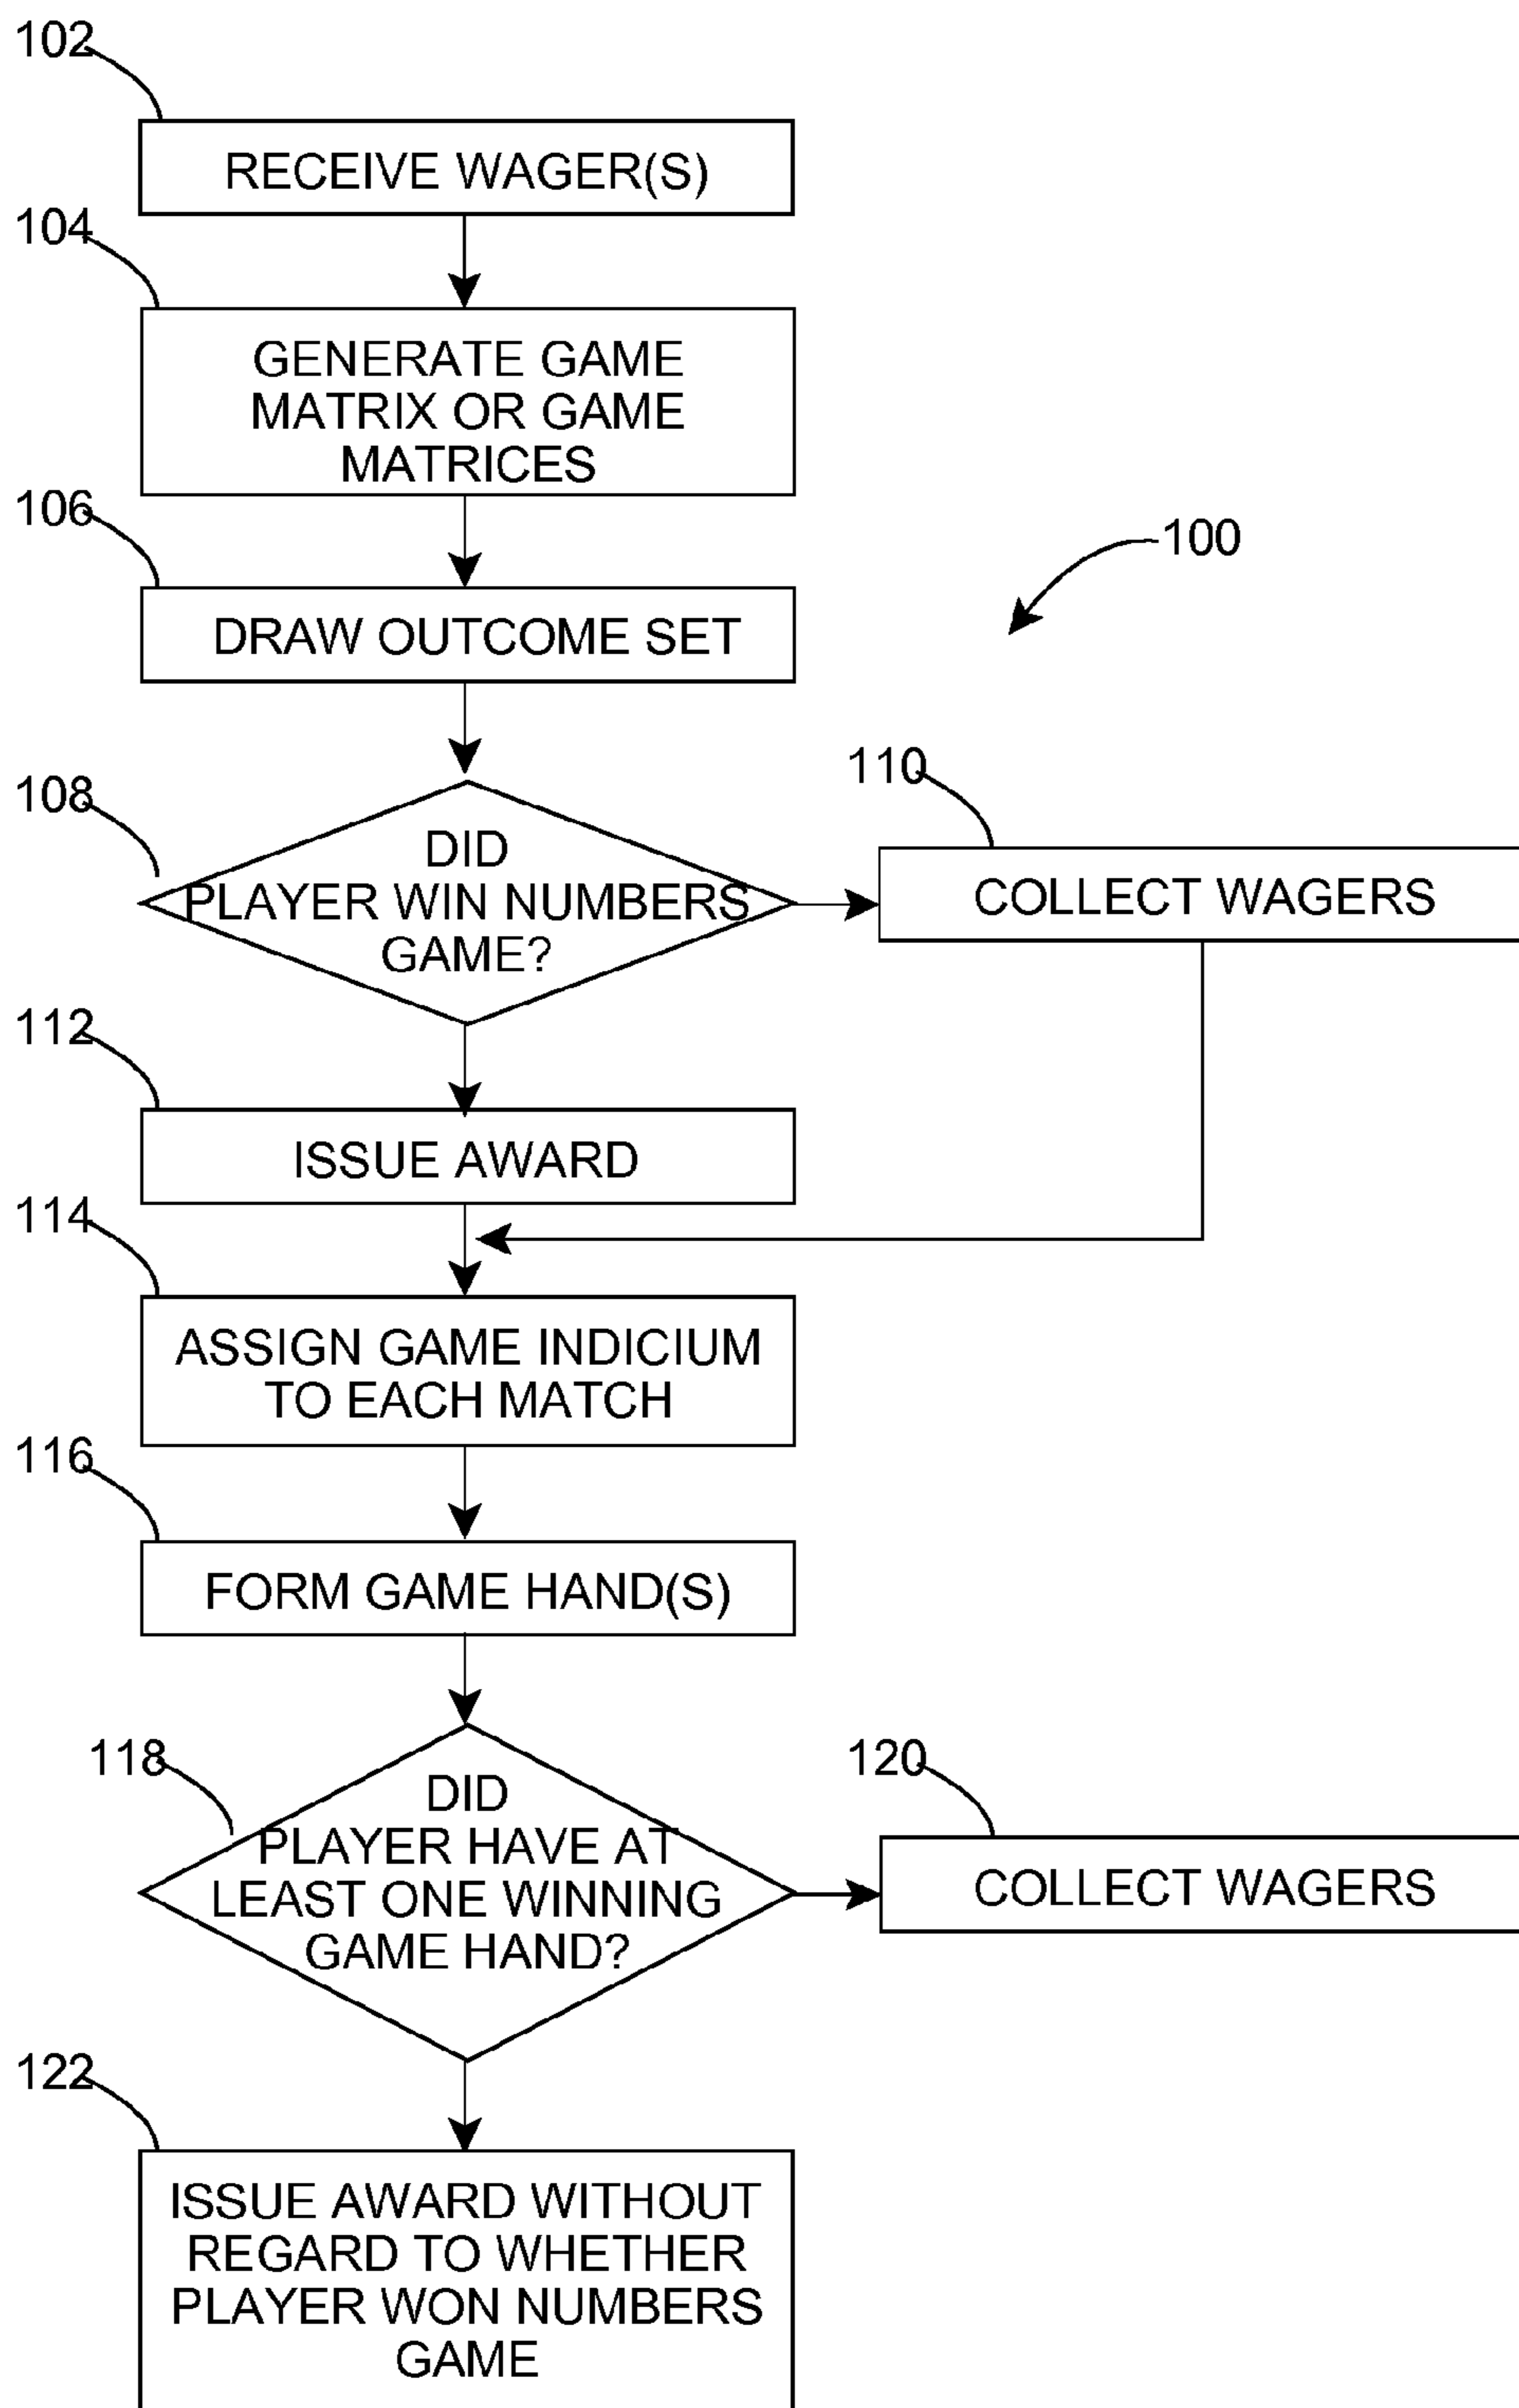 102
RECEIVE WAGER(S)
104
GENERATE GAME
MATRIX OR GAME
MATRICES
106
100
DRAW OUTCOME SET
108
110
DID
PLAYER WIN NUMBERS
GAME?
COLLECT WAGERS
112
ISSUE AWARD
114
ASSIGN GAME INDICIUM
TO EACH MATCH
116
FORM GAME HAND(S)
118
120
DID
PLAYER HAVE AT
LEAST ONE WINNING
GAME HAND?
COLLECT WAGERS
122
ISSUE AWARD WITHOUT
REGARD TO WHETHER
PLAYER WON NUMBERS
GAME